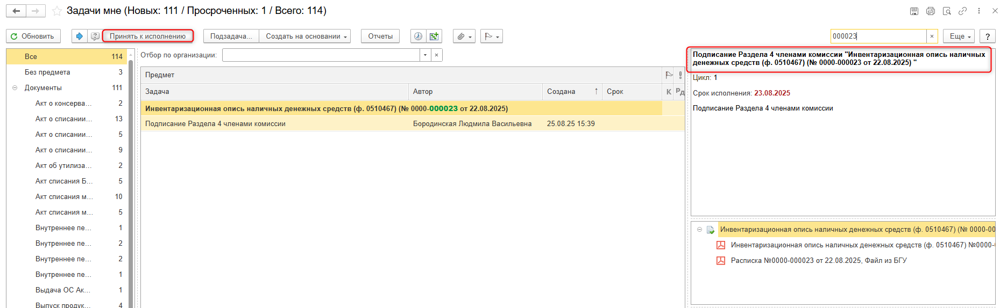 Задачи мне (Новых: 111 / Просроченных: 1 / Всего: 114)
Обновить
Принять к исполнению
Подзадача...
Создать на основании
Отчеты
000023
×
Еще
?
Все 114
Без предмета 3
Документы 111
Акт о консерва... 2
Акт о списании... 13
Акт о списании... 5
Акт о списании... 9
Акт об утилиза... 2
Акт списания Б... 5
Акт списания м... 10
Акт списания м... 5
Внутреннее пе... 1
Внутреннее пе... 2
Внутреннее пе... 2
Внутреннее пе... 1
Выдача ОС Ак... 1
Выпуск продук... 4
Отбор по организации:
×
Предмет
Задача Автор Создана ↑ Срок К Рд
Инвентаризационная опись наличных денежных средств (ф. 0510467) (№ 0000-000023 от 22.08.2025)
Подписание Раздела 4 членами комиссии Бородинская Людмила Васильевна 25.08.25 15:39
Подписание Раздела 4 членами комиссии "Инвентаризационная опись наличных
денежных средств (ф. 0510467) (№ 0000-000023 от 22.08.2025) "
Цикл: 1
Срок исполнения: 23.08.2025
Подписание Раздела 4 членами комиссии
Инвентаризационная опись наличных денежных средств (ф. 0510467) (№ 0000-00
Инвентаризационная опись наличных денежных средств (ф. 0510467) №0000-
Расписка №0000-000023 от 22.08.2025, Файл из БГУ